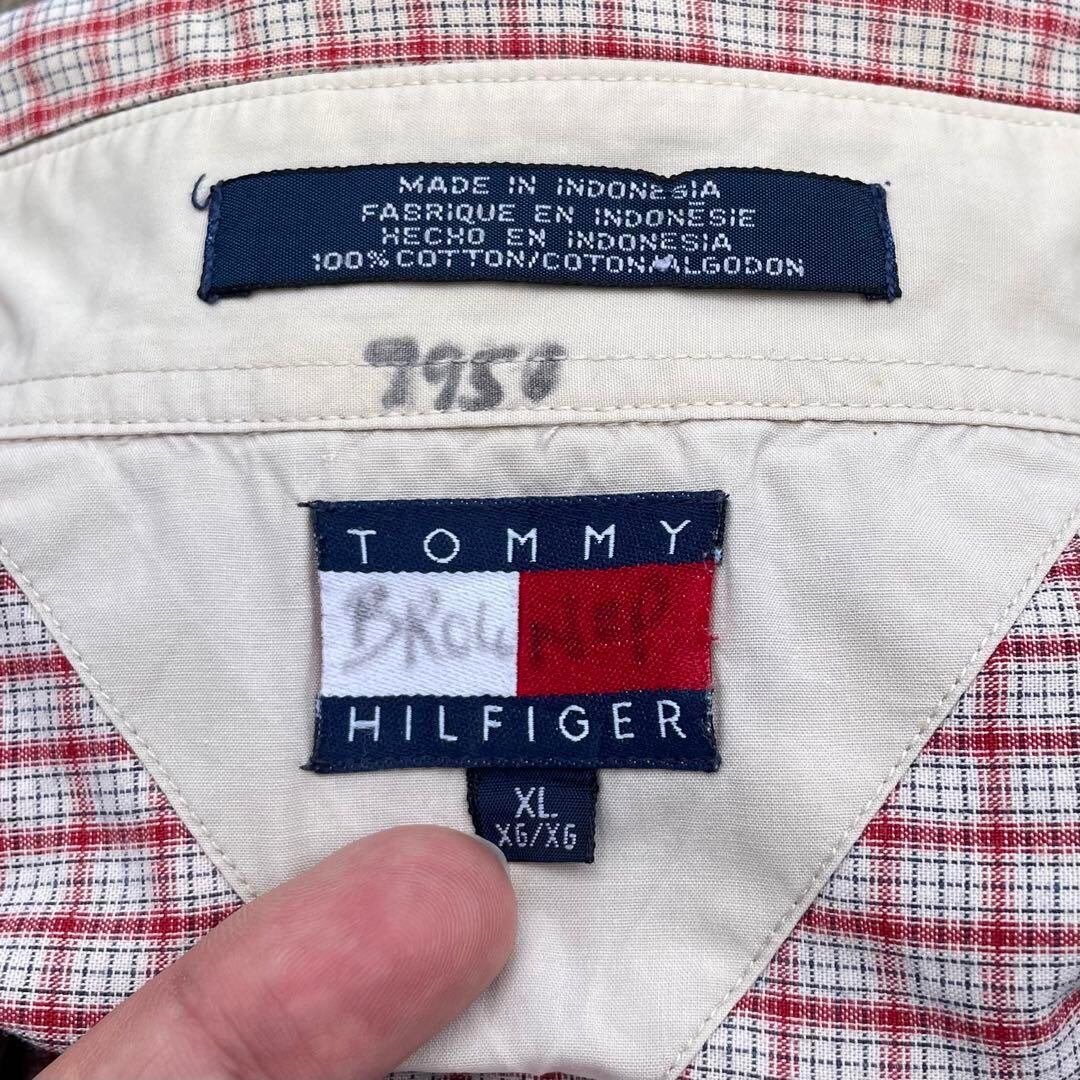 MADE IN INDONESIA
FABRIQUE EN INDONÉSIE
HECHO EN INDONESIA
100% COTTON/COTON/ALGODON
7950
TOMMY
HILFIGER
XL
XG/XG